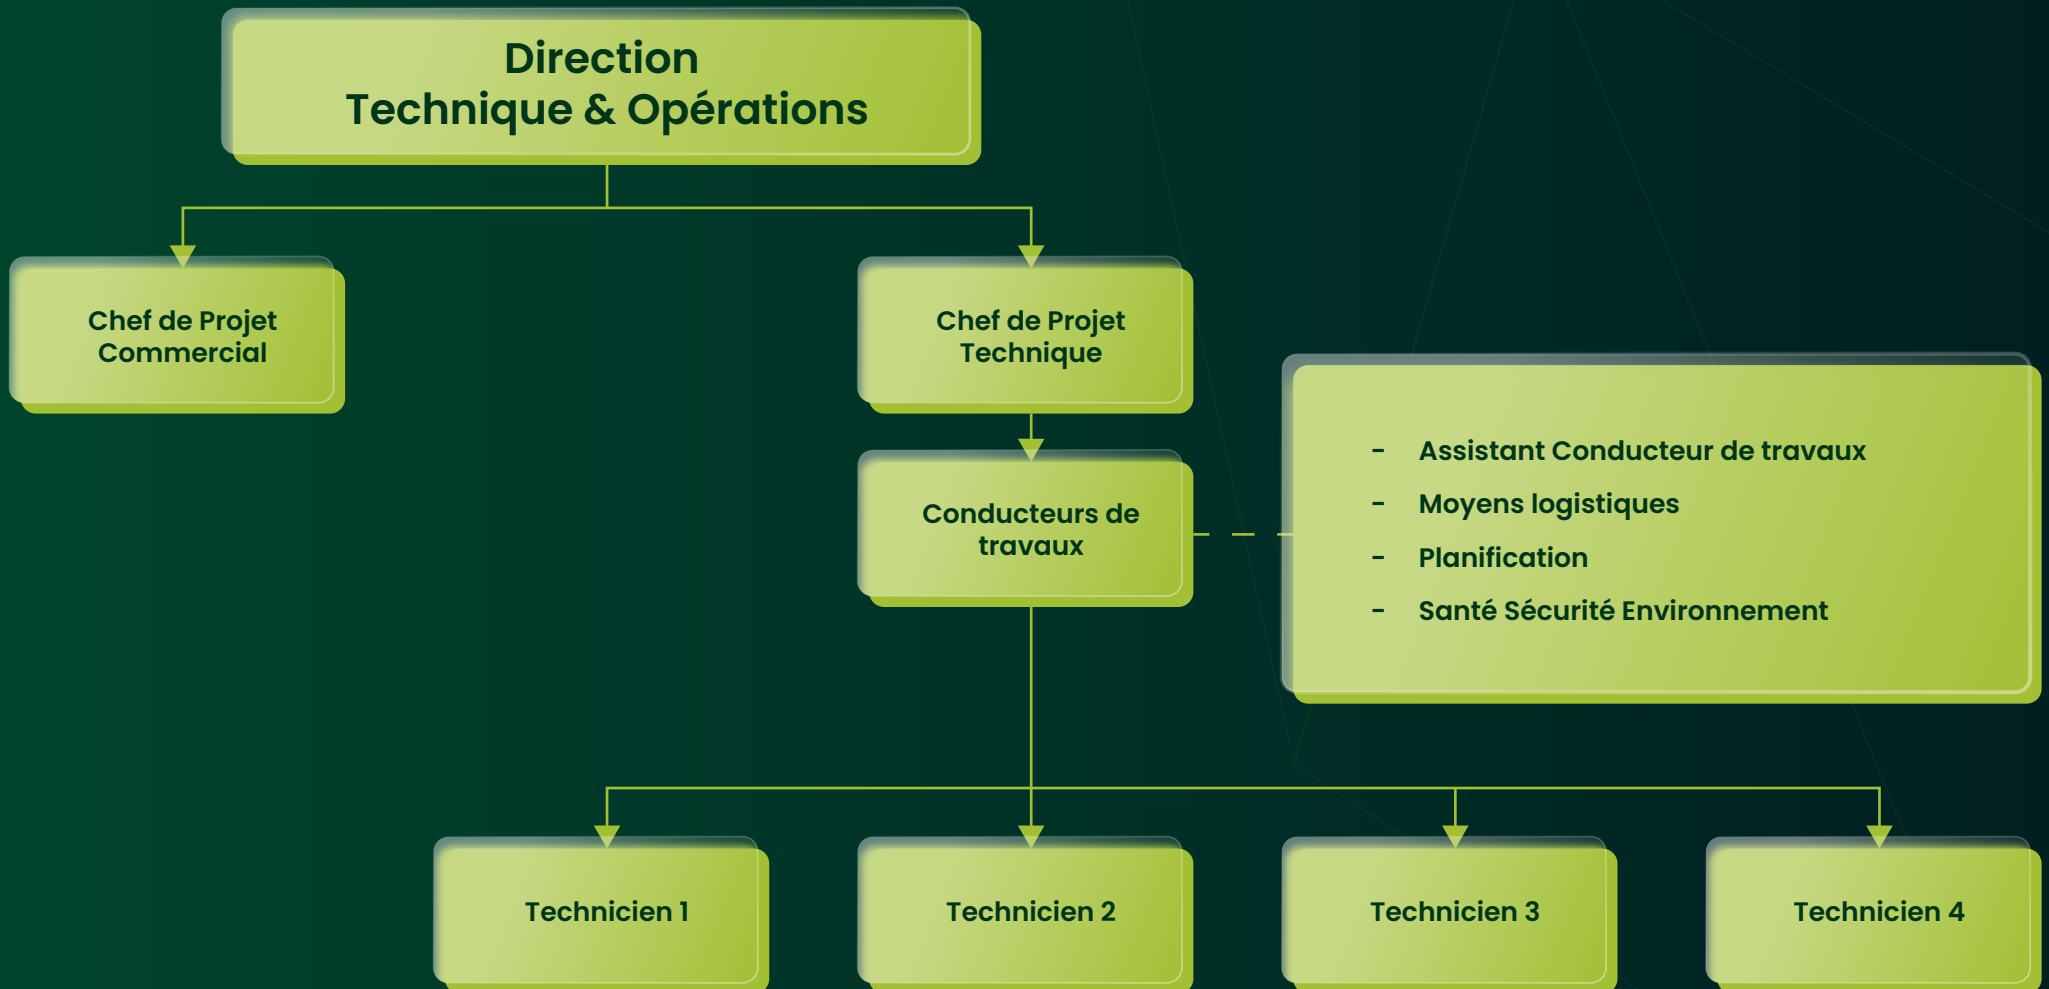 Direction
Technique & Opérations
Chef de Projet
Commercial
Chef de Projet
Technique
Conducteurs de
travaux
- Assistant Conducteur de travaux
- Moyens logistiques
- Planification
- Santé Sécurité Environnement
Technicien 1
Technicien 2
Technicien 3
Technicien 4